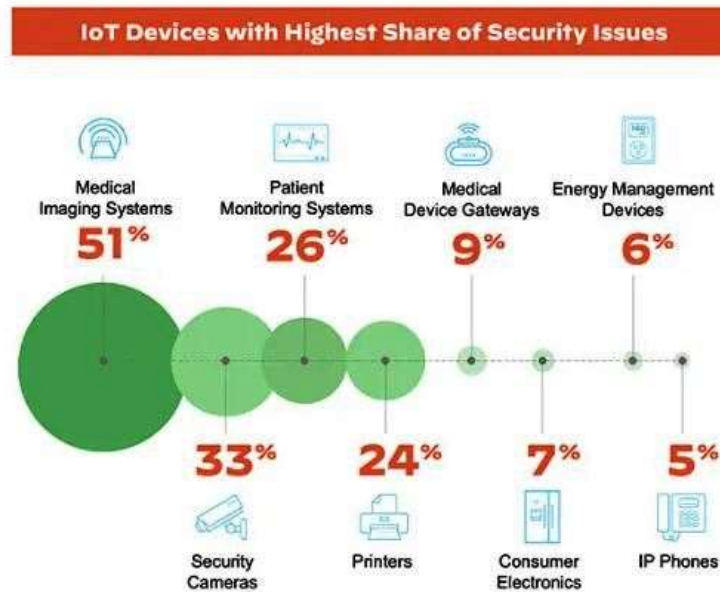 IoT Devices with Highest Share of Security Issues
Medical
Imaging Systems
51%
Patient
Monitoring Systems
26%
Medical
Device Gateways
9%
Energy Management
Devices
6%
33%
Security
Cameras
24%
Printers
7%
Consumer
Electronics
5%
IP Phones